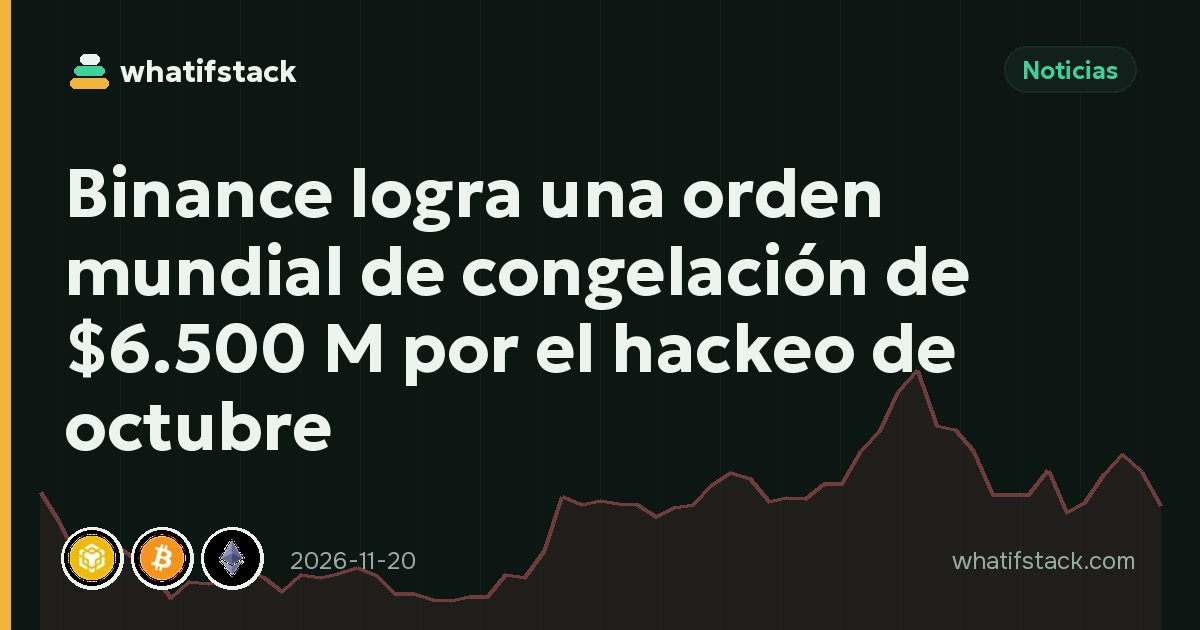 whatifstack
Noticias
Binance logra una orden
mundial de congelación de
$6.500 M por el hackeo de
octubre
2026-11-20
whatifstack.com